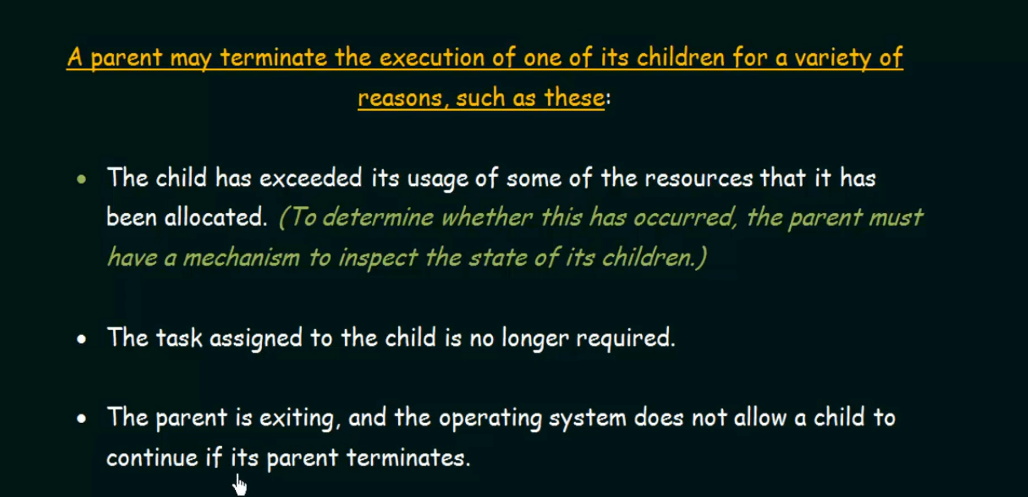 A parent may terminate the execution of one of its children for a variety of
reasons, such as these:
• The child has exceeded its usage of some of the resources that it has
been allocated. (To determine whether this has occurred, the parent must
have a mechanism to inspect the state of its children.)
• The task assigned to the child is no longer required.
• The parent is exiting, and the operating system does not allow a child to
continue if its parent terminates.